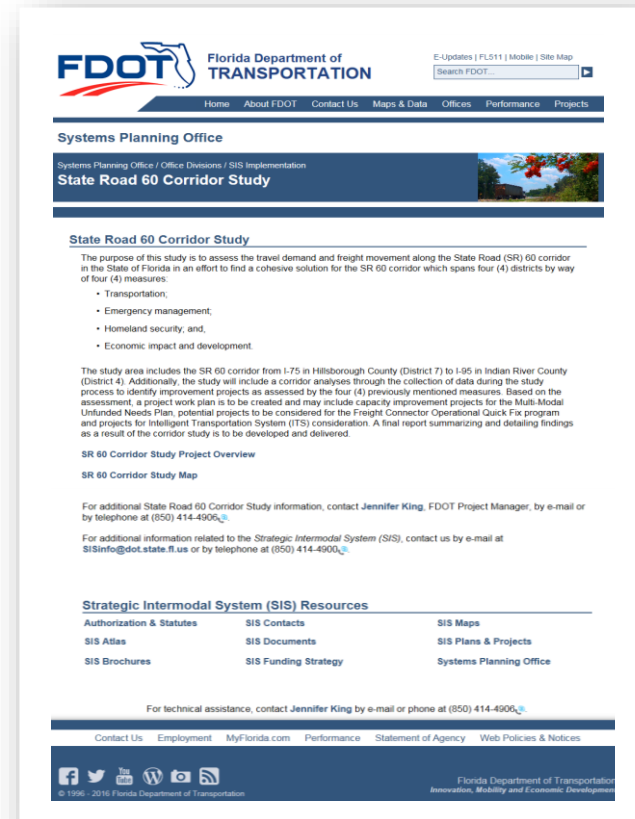 FDOT
Florida Department of
TRANSPORTATION
E-Updates | FL511 | Mobile | Site Map
Search FDOT...
Home About FDOT Contact Us Maps & Data Offices Performance Projects
Systems Planning Office
Systems Planning Office / Office Divisions / SIS Implementation
State Road 60 Corridor Study
State Road 60 Corridor Study
The purpose of this study is to assess the travel demand and freight movement along the State Road (SR) 60 corridor
in the State of Florida in an effort to find a cohesive solution for the SR 60 corridor which spans four (4) districts by way
of four (4) measures:
• Transportation;
• Emergency management;
• Homeland security; and,
• Economic impact and development.
The study area includes the SR 60 corridor from I-75 in Hillsborough County (District 7) to I-95 in Indian River County
(District 4). Additionally, the study will include a corridor analyses through the collection of data during the study
process to identify improvement projects as assessed by the four (4) previously mentioned measures. Based on the
assessment, a project work plan is to be created and may include capacity improvement projects for the Multi-Modal
Unfunded Needs Plan, potential projects to be considered for the Freight Connector Operational Quick Fix program
and projects for Intelligent Transportation System (ITS) consideration. A final report summarizing and detailing findings
as a result of the corridor study is to be developed and delivered.
SR 60 Corridor Study Project Overview
SR 60 Corridor Study Map
For additional State Road 60 Corridor Study information, contact Jennifer King, FDOT Project Manager, by e-mail or
by telephone at (850) 414-4906.
For additional information related to the Strategic Intermodal System (SIS), contact us by e-mail at
SISinfo@dot.state.fl.us or by telephone at (850) 414-4900.
Strategic Intermodal System (SIS) Resources
Authorization & Statutes SIS Contacts SIS Maps
SIS Atlas SIS Documents SIS Plans & Projects
SIS Brochures SIS Funding Strategy Systems Planning Office
For technical assistance, contact Jennifer King by e-mail or phone at (850) 414-4906.
Contact Us Employment MyFlorida.com Performance Statement of Agency Web Policies & Notices
You Tube
© 1996 - 2016 Florida Department of Transportation
Florida Department of Transportation
Innovation, Mobility and Economic Development